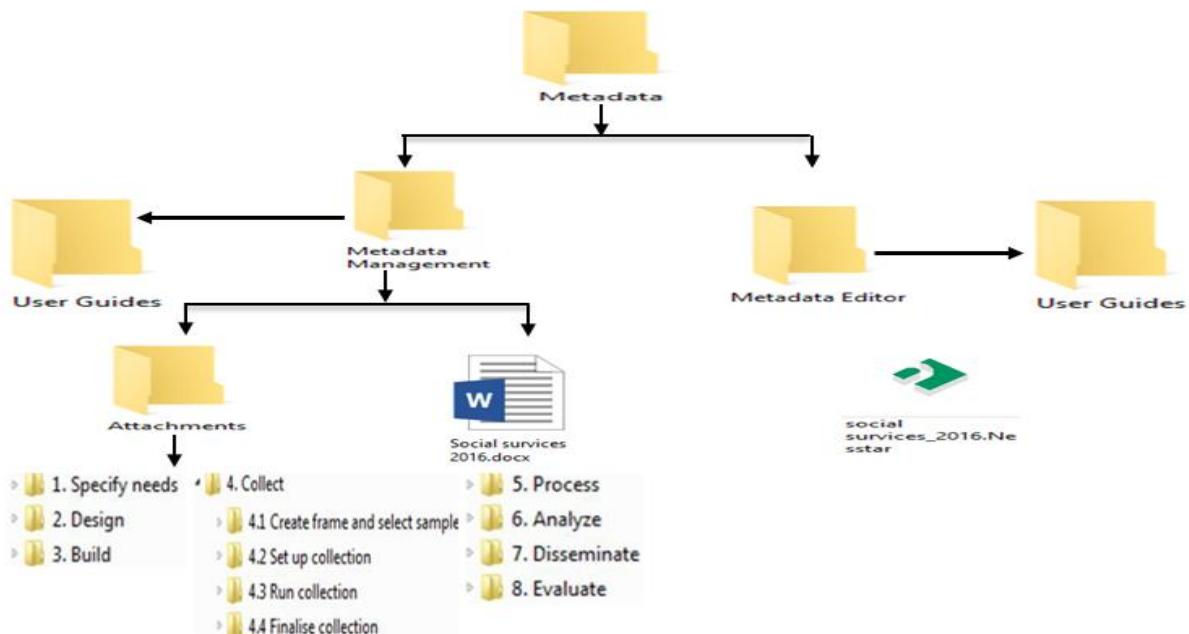 Metadata
User Guides
Metadata
Management
Metadata Editor
User Guides
Attachments
W
Social survices
2016.docx
social
survices_2016.Ne
sstar
1. Specify needs
2. Design
3. Build
4. Collect
4.1 Create frame and select sample
4.2 Set up collection
4.3 Run collection
4.4 Finalise collection
5. Process
6. Analyze
7. Disseminate
8. Evaluate